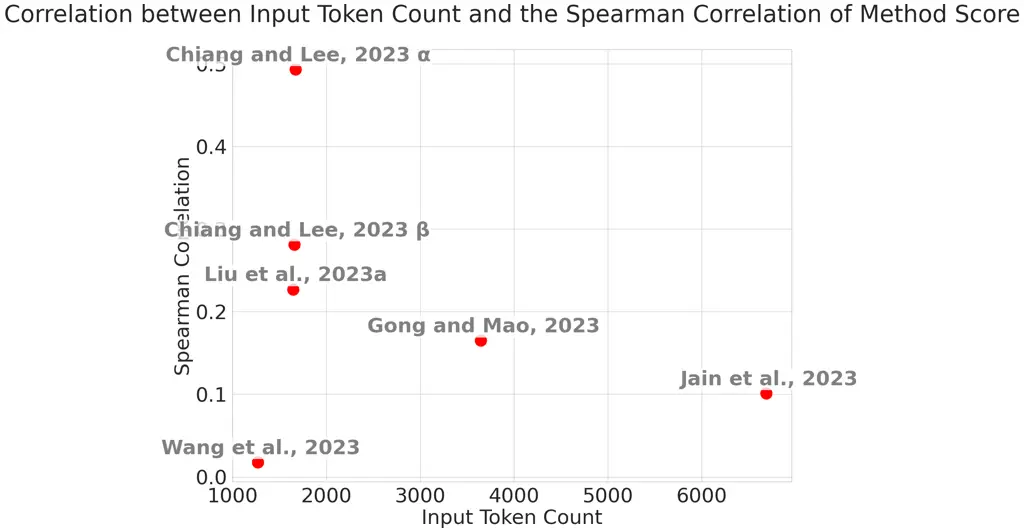 Correlation between Input Token Count and the Spearman Correlation of Method Score
Chiang and Lee, 2023 α
0.5
0.4
Chiang and Lee, 2023 β
Liu et al., 2023a
0.2
Gong and Mao, 2023
Jain et al., 2023
0.1
Wang et al., 2023
0.0
1000 2000 3000 4000 5000 6000
Input Token Count
Spearman Correlation